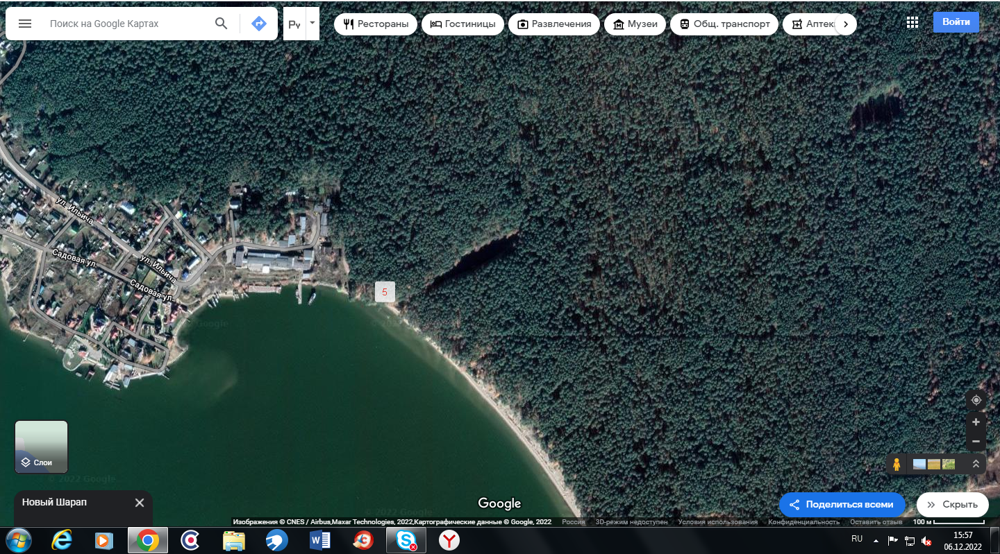 Поиск на Google Картах
Рестораны
Гостиницы
Развлечения
Музеи
Общ. транспорт
Аптек
Войти
ул. Ильича
Садовая ул.
ул. Ильича
Садовая ул.
5
Google
Слои
© 2022 Google
Новый Шарап
Google
© 2022 Google
Поделиться всеми
Скрыть
Изображения © CNES / Airbus,Maxar Technologies, 2022,Картографические данные © Google, 2022 Россия 3D-режим недоступен Условия использования Конфиденциальность Оставить отзыв 100 м
W
RU
15:57
06.12.2022